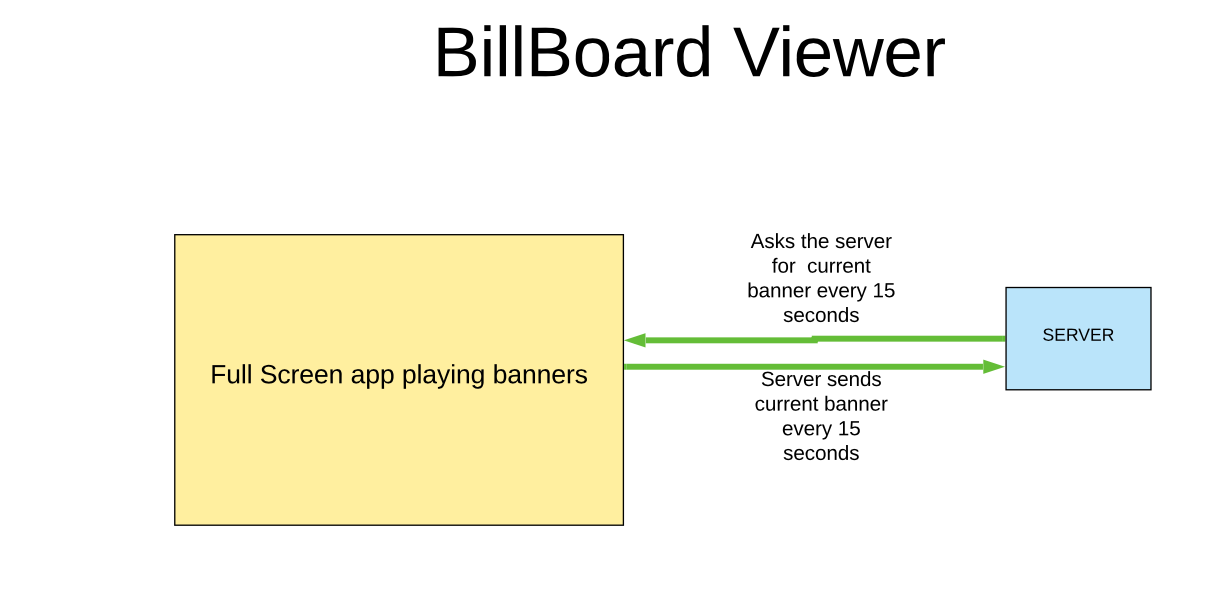 BillBoard Viewer
Asks the server
for  current
banner every 15
seconds
SERVER
Full Screen app playing banners
Server sends
current banner
every 15
seconds